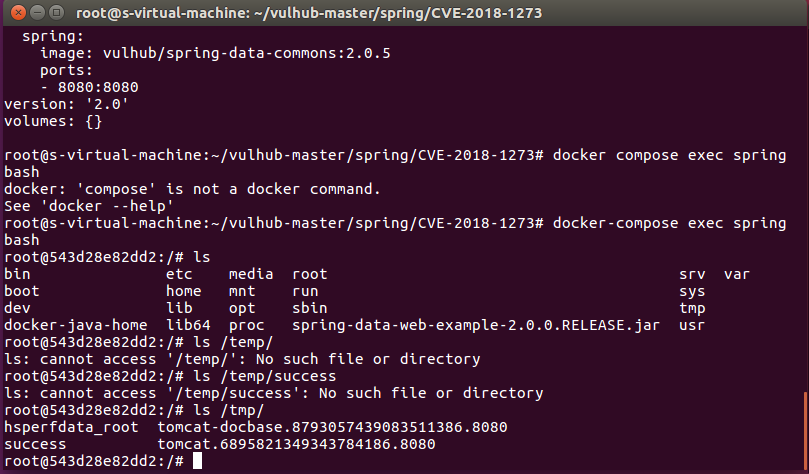 root@s-virtual-machine: ~/vulhub-master/spring/CVE-2018-1273
  spring:
    image: vulhub/spring-data-commons:2.0.5
    ports:
    - 8080:8080
version: '2.0'
volumes: {}
root@s-virtual-machine:~/vulhub-master/spring/CVE-2018-1273# docker compose exec spring
bash
docker: 'compose' is not a docker command.
See 'docker --help'
root@s-virtual-machine:~/vulhub-master/spring/CVE-2018-1273# docker-compose exec spring
bash
root@543d28e82dd2:/# ls
bin               etc    media  root                                       srv  var
boot              home   mnt    run                                        sys
dev               lib    opt    sbin                                       tmp
docker-java-home  lib64  proc   spring-data-web-example-2.0.0.RELEASE.jar  usr
root@543d28e82dd2:/# ls /temp/
ls: cannot access '/temp/': No such file or directory
root@543d28e82dd2:/# ls /temp/success
ls: cannot access '/temp/success': No such file or directory
root@543d28e82dd2:/# ls /tmp/
hsperfdata_root  tomcat-docbase.8793057439083511386.8080
success          tomcat.6895821349343784186.8080
root@543d28e82dd2:/#